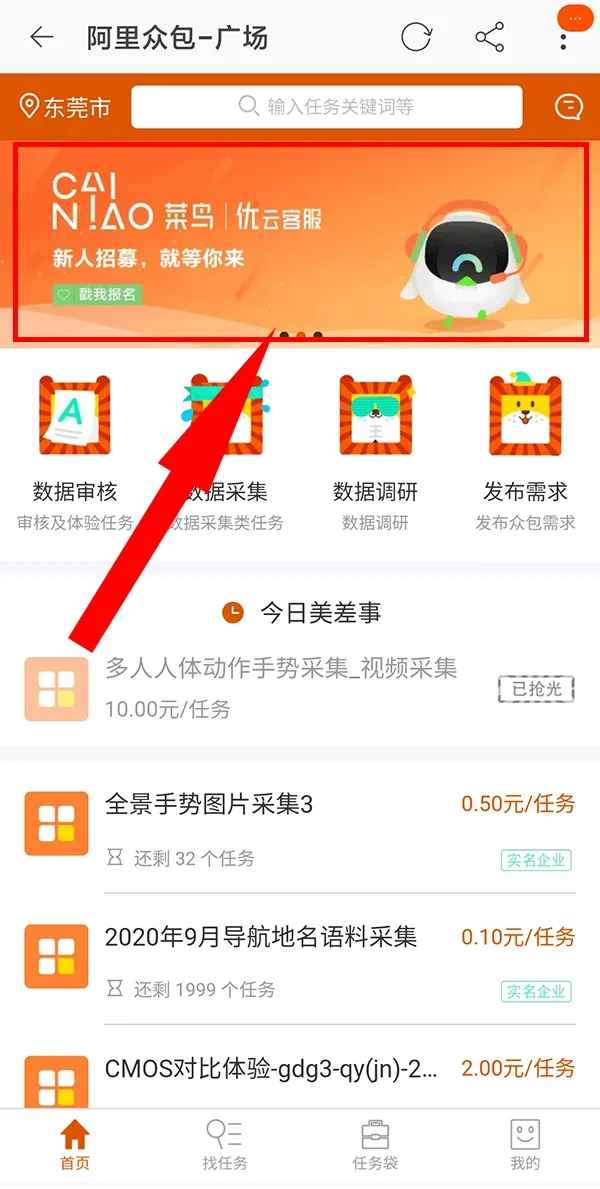 阿里众包-广场
东莞市
输入任务关键词等
CAI
NIAO 菜鸟 | 优云客服
新人招募，就等你来
戳我报名
A
数据审核 数据采集 数据调研 发布需求
审核及体验任务 数据采集类任务 数据调研 发布众包需求
今日美差事
多人人体动作手势采集_视频采集
10.00元/任务
已抢光
全景手势图片采集3
0.50元/任务
还剩 32 个任务
实名企业
2020年9月导航地名语料采集
0.10元/任务
还剩 1999 个任务
实名企业
CMOS对比体验-gdg3-qy(jn)-2...
2.00元/任务
首页 找任务 任务袋 我的